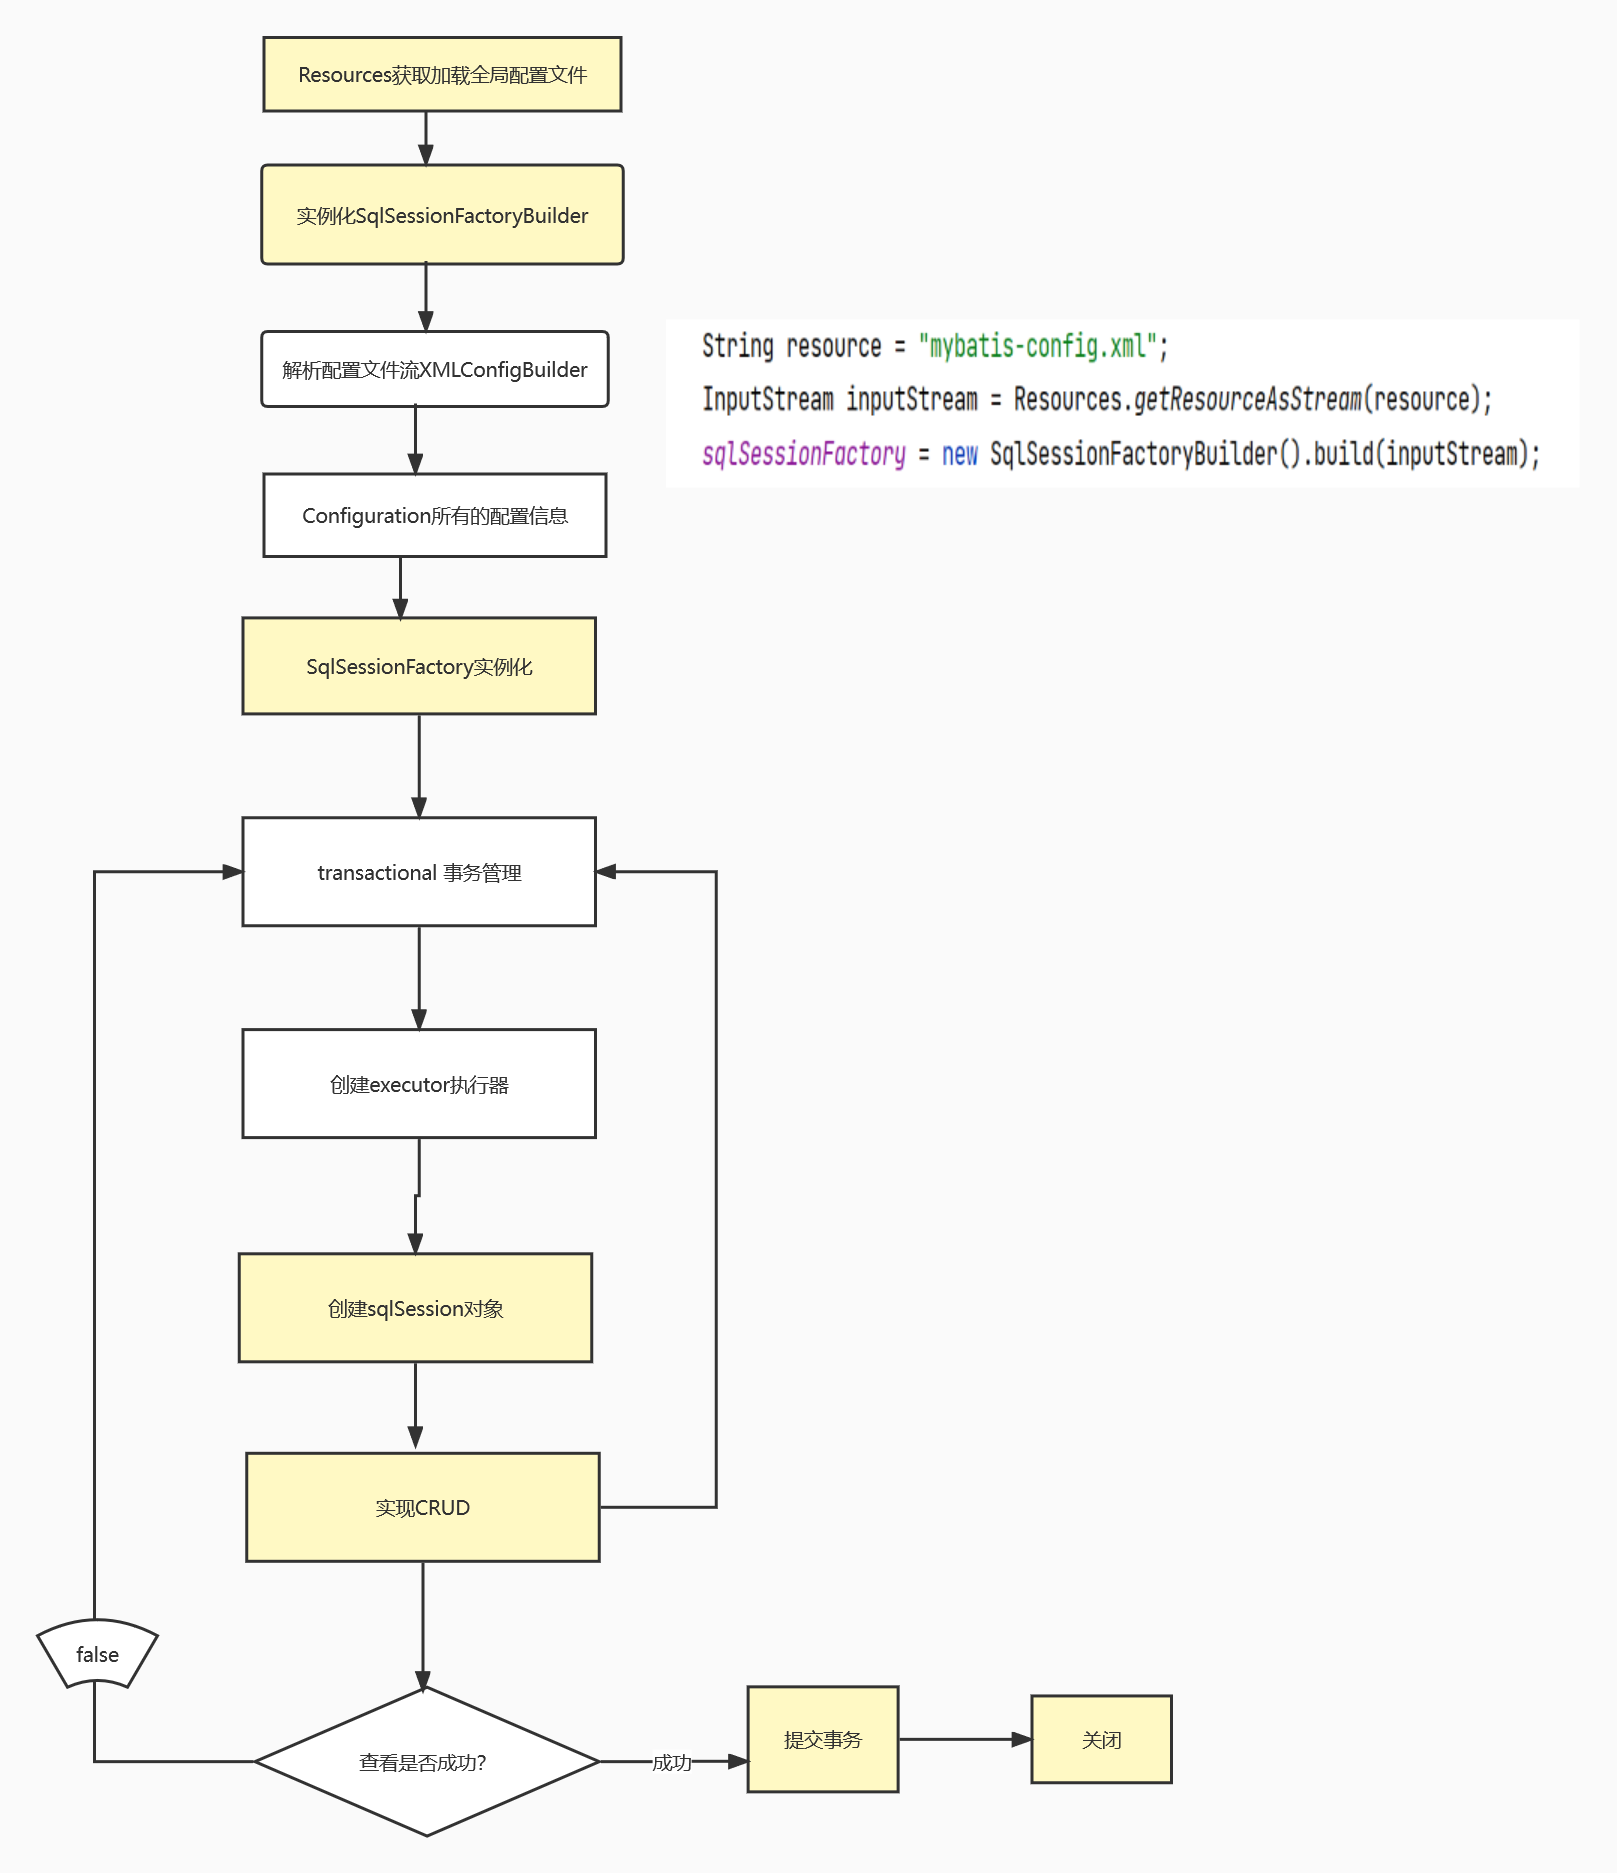 Resources获取加载全局配置文件
实例化SqlSessionFactoryBuilder
解析配置文件流XMLConfigBuilder
String resource = "mybatis-config.xml";
InputStream inputStream = Resources.getResourceAsStream(resource);
sqlSessionFactory = new SqlSessionFactoryBuilder().build(inputStream);
Configuration所有的配置信息
SqlSessionFactory实例化
transactional 事务管理
创建executor执行器
创建sqlSession对象
实现CRUD
false
查看是否成功?
成功
提交事务
关闭